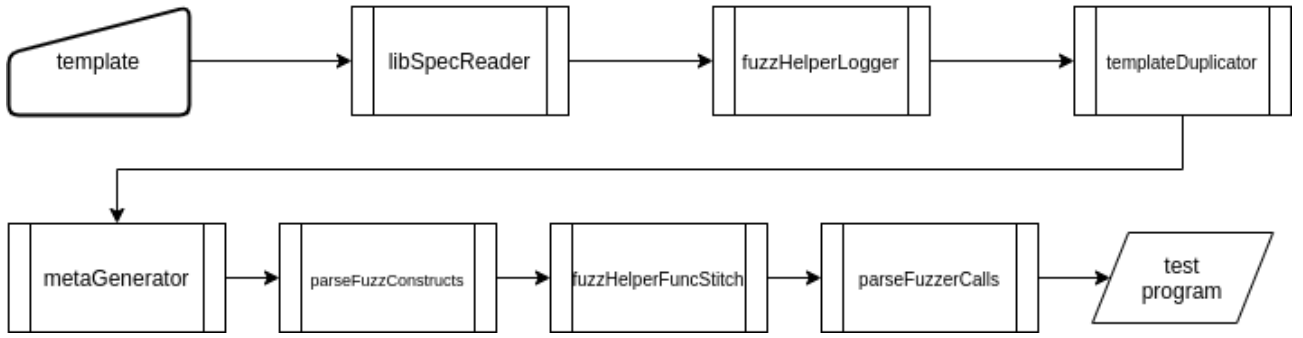 template
libSpecReader
fuzzHelperLogger
templateDuplicator
metaGenerator
parseFuzzConstructs
fuzzHelperFuncStitch
parseFuzzerCalls
test
program